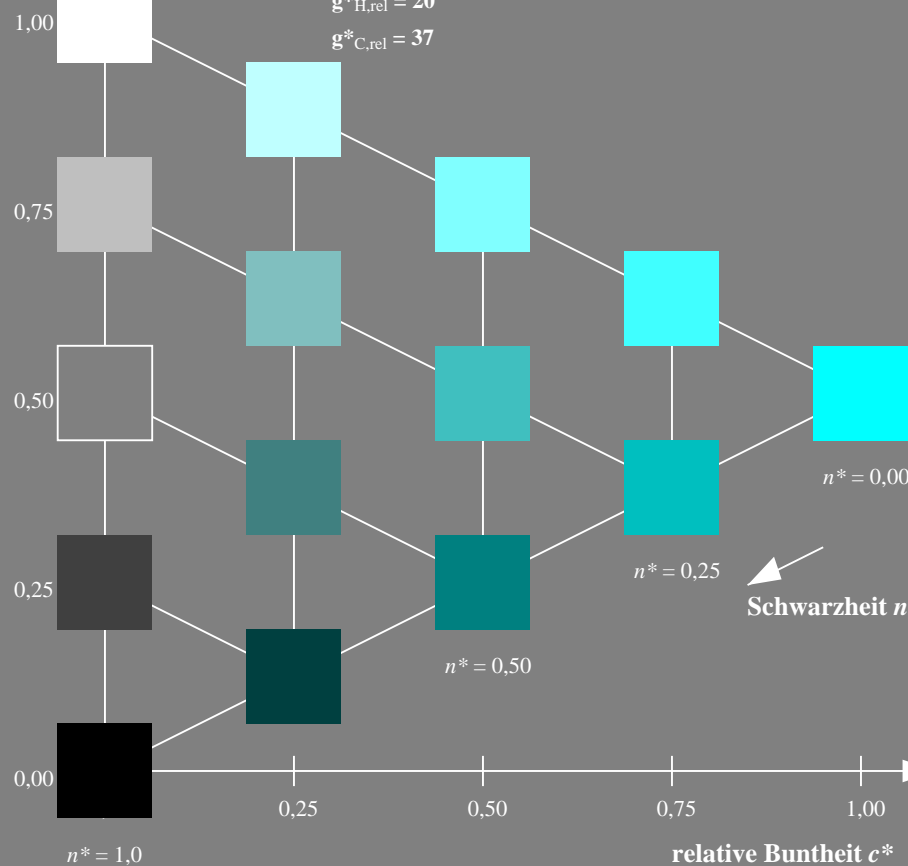 g*H,rel = 20
1,00
g*C,rel = 37
0,75
0,50
n* = 0,00
0,25
n* = 0,25
Schwarzheit n
n* = 0,50
0,00
0,25
0,50
0,75
1,00
n* = 1,0
relative Buntheit c*